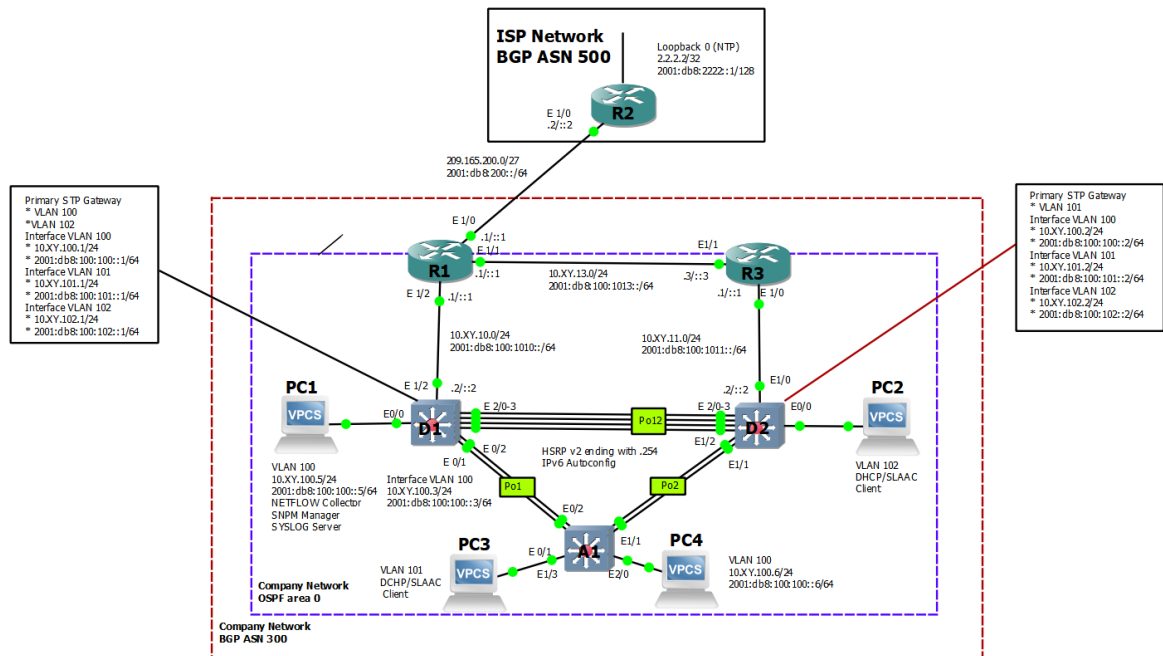 ISP Network
BGP ASN 500
Loopback 0 (NTP)
2.2.2.2/32
2001:db8:2222::1/128
R2
E 1/0
.2/::2
209.165.200.0/27
2001:db8:200::/64
Primary STP Gateway
* VLAN 100
*VLAN 102
Interface VLAN 100
* 10.XY.100.1/24
* 2001:db8:100:100::1/64
Interface VLAN 101
* 10.XY.101.1/24
* 2001:db8:100:101::1/64
Interface VLAN 102
* 10.XY.102.1/24
* 2001:db8:100:102::1/64
Primary STP Gateway
* VLAN 101
Interface VLAN 100
* 10.XY.100.2/24
* 2001:db8:100:100::2/64
Interface VLAN 101
* 10.XY.101.2/24
* 2001:db8:100:101::2/64
Interface VLAN 102
* 10.XY.102.2/24
* 2001:db8:100:102::2/64
E 1/0
.1/::1
E 1/1
.1/::1
R1
E 1/2
.1/::1
10.XY.13.0/24
2001:db8:100:1013::/64
E1/1
.3/::3
R3
.1/::1
E 1/0
10.XY.10.0/24
2001:db8:100:1010::/64
10.XY.11.0/24
2001:db8:100:1011::/64
E 1/2
.2/::2
E1/0
.2/::2
PC1
VPCS
E0/0
D1
E 2/0-3
Po12
E 2/0-3
D2
E0/0
PC2
VPCS
E 0/2
E 0/1
E1/2
E1/1
HSRP v2 ending with .254
IPv6 Autoconfig
VLAN 100
10.XY.100.5/24
2001:db8:100:100::5/64
NETFLOW Collector
SNPM Manager
SYSLOG Server
Interface VLAN 100
10.XY.100.3/24
2001:db8:100:100::3/64
VLAN 102
DHCP/SLAAC
Client
Po1
Po2
E0/2
E1/1
A1
E 0/1
E1/3
E2/0
PC3
VPCS
VLAN 101
DCHP/SLAAC
Client
PC4
VPCS
VLAN 100
10.XY.100.6/24
2001:db8:100:100::6/64
Company Network
OSPF area 0
Company Network
BGP ASN 300